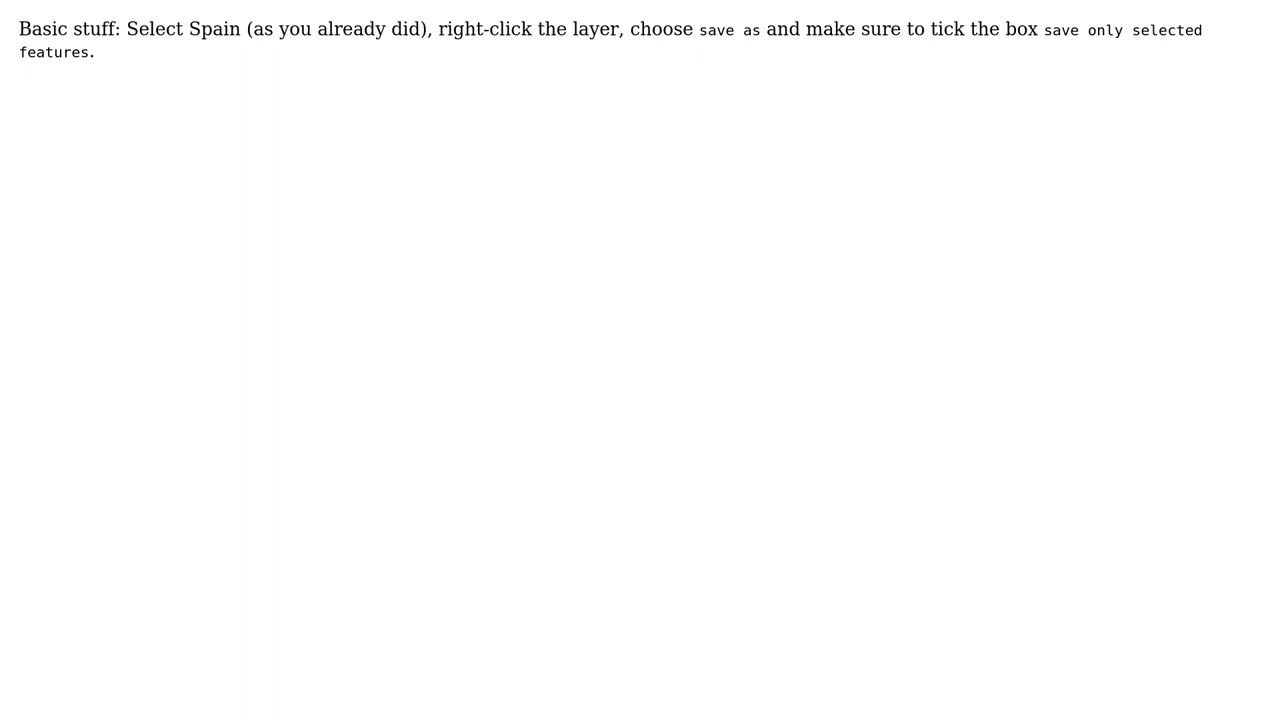 Basic stuff: Select Spain (as you already did), right-click the layer, choose save as and make sure to tick the box save only selected
features.